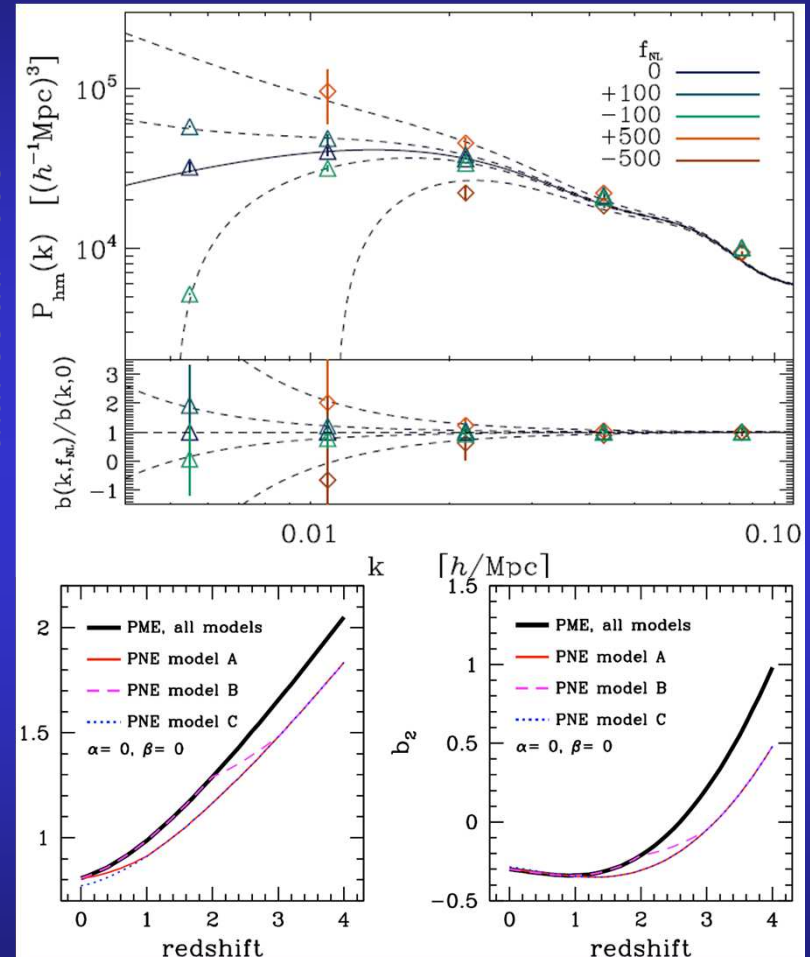 f_NL
0
+100
−100
+500
−500
10^5
10^4
P_hm(k) [(h^−1Mpc)^3]
3
2
1
0
−1
b(k,f_NL)/b(k,0)
0.01 0.10
k [h/Mpc]
2
1.5
1
PME, all models
PNE model A
PNE model B
PNE model C
α= 0, β= 0
0 1 2 3 4
redshift
b_2
1.5
1
0.5
0
−0.5
PME, all models
PNE model A
PNE model B
PNE model C
α= 0, β= 0
0 1 2 3 4
redshift